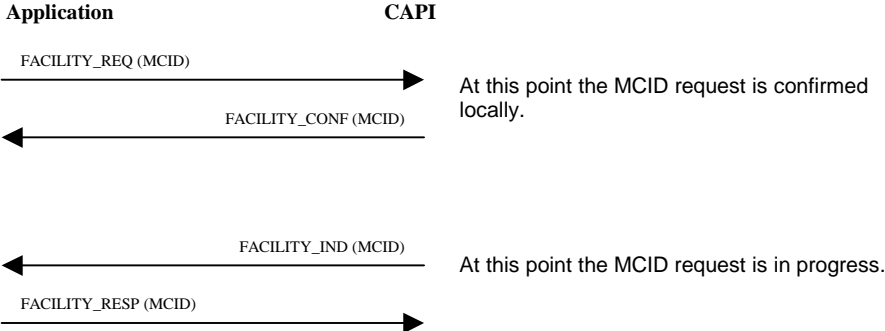 Application CAPI
FACILITY_REQ (MCID)
At this point the MCID request is confirmed
locally.
FACILITY_CONF (MCID)
FACILITY_IND (MCID)
At this point the MCID request is in progress.
FACILITY_RESP (MCID)